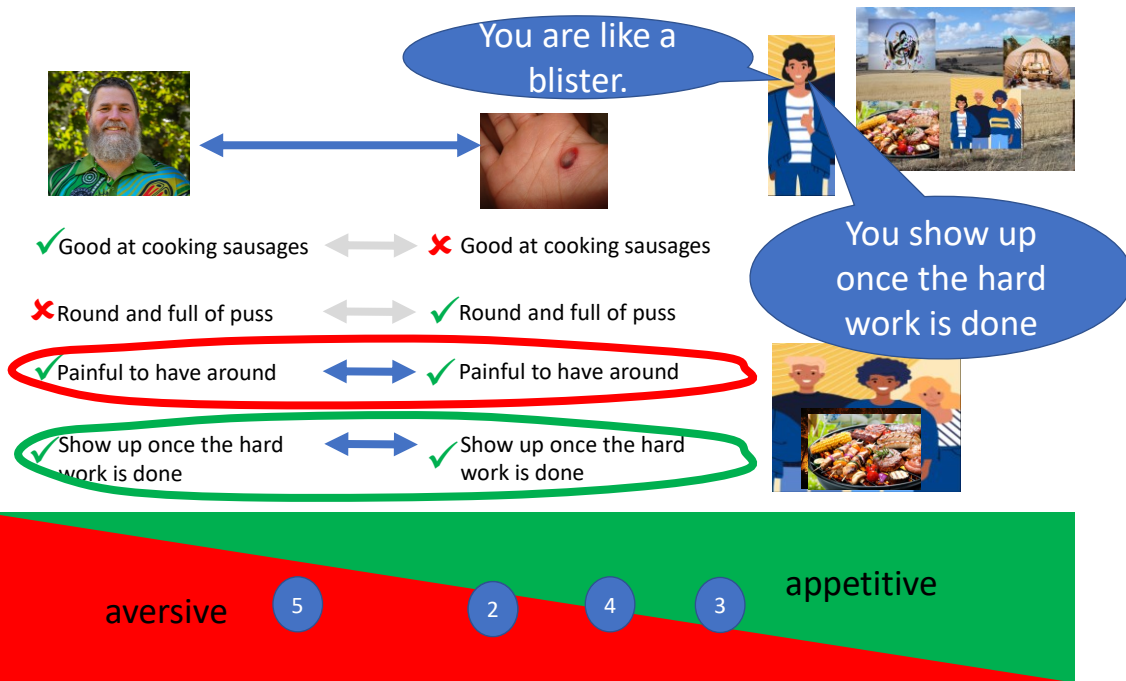 You are like a
blister.
Good at cooking sausages
Good at cooking sausages
You show up
once the hard
work is done
Round and full of puss
Round and full of puss
Painful to have around
Painful to have around
Show up once the hard
work is done
Show up once the hard
work is done
aversive
5
2
4
3
appetitive